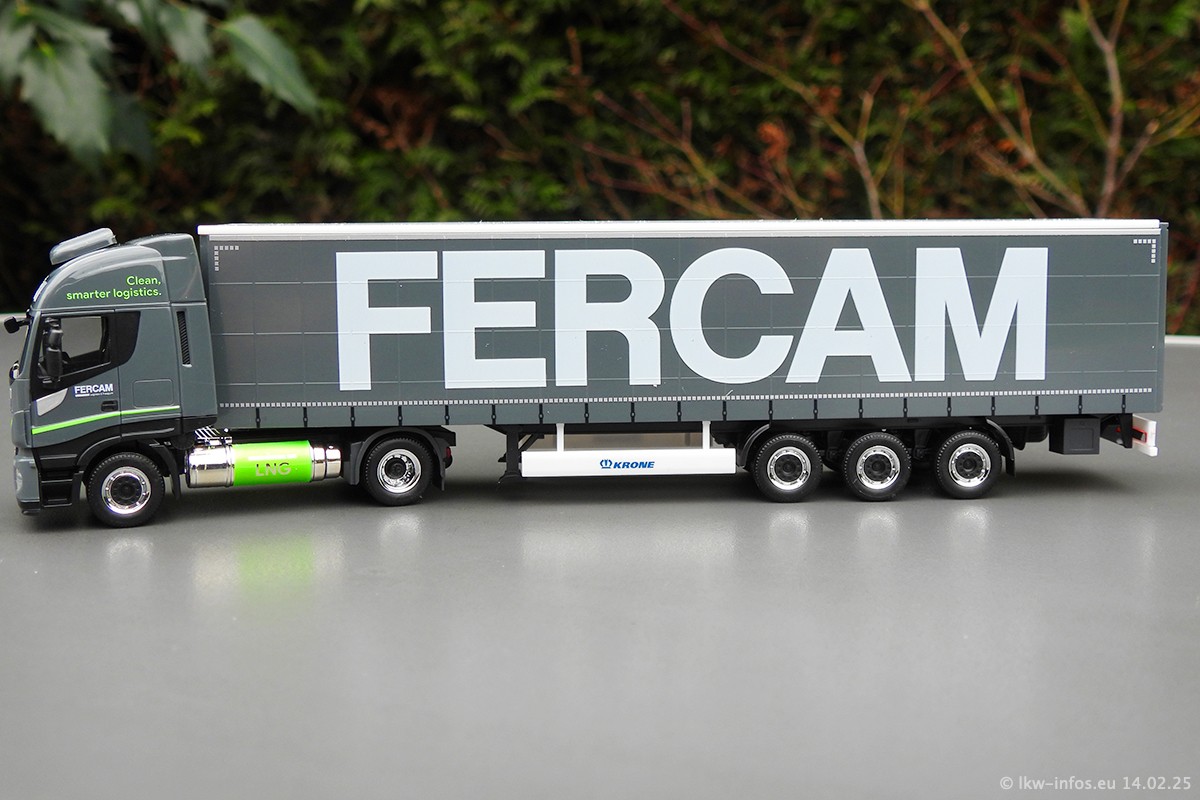 Clean,
smarter logistics.
FERCAM
FERCAM
LNG
KRONE
© lkw-infos.eu 14.02.25